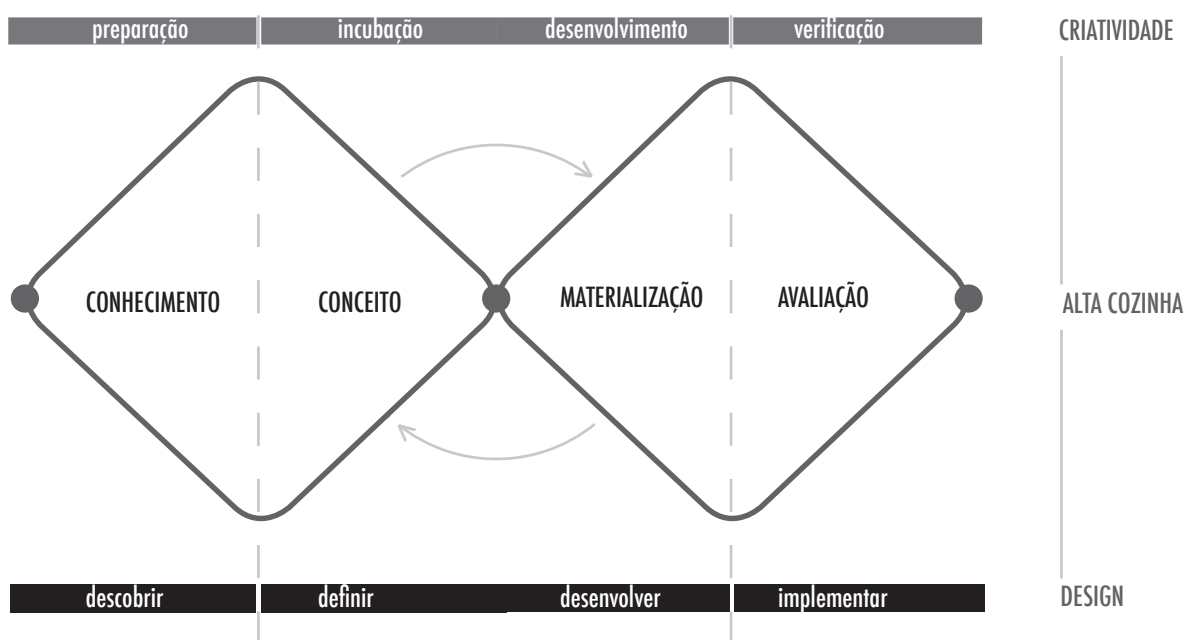 preparação incubação desenvolvimento verificação CRIATIVIDADE
CONHECIMENTO CONCEITO MATERIALIZAÇÃO AVALIAÇÃO ALTA COZINHA
descobrir definir desenvolver implementar DESIGN